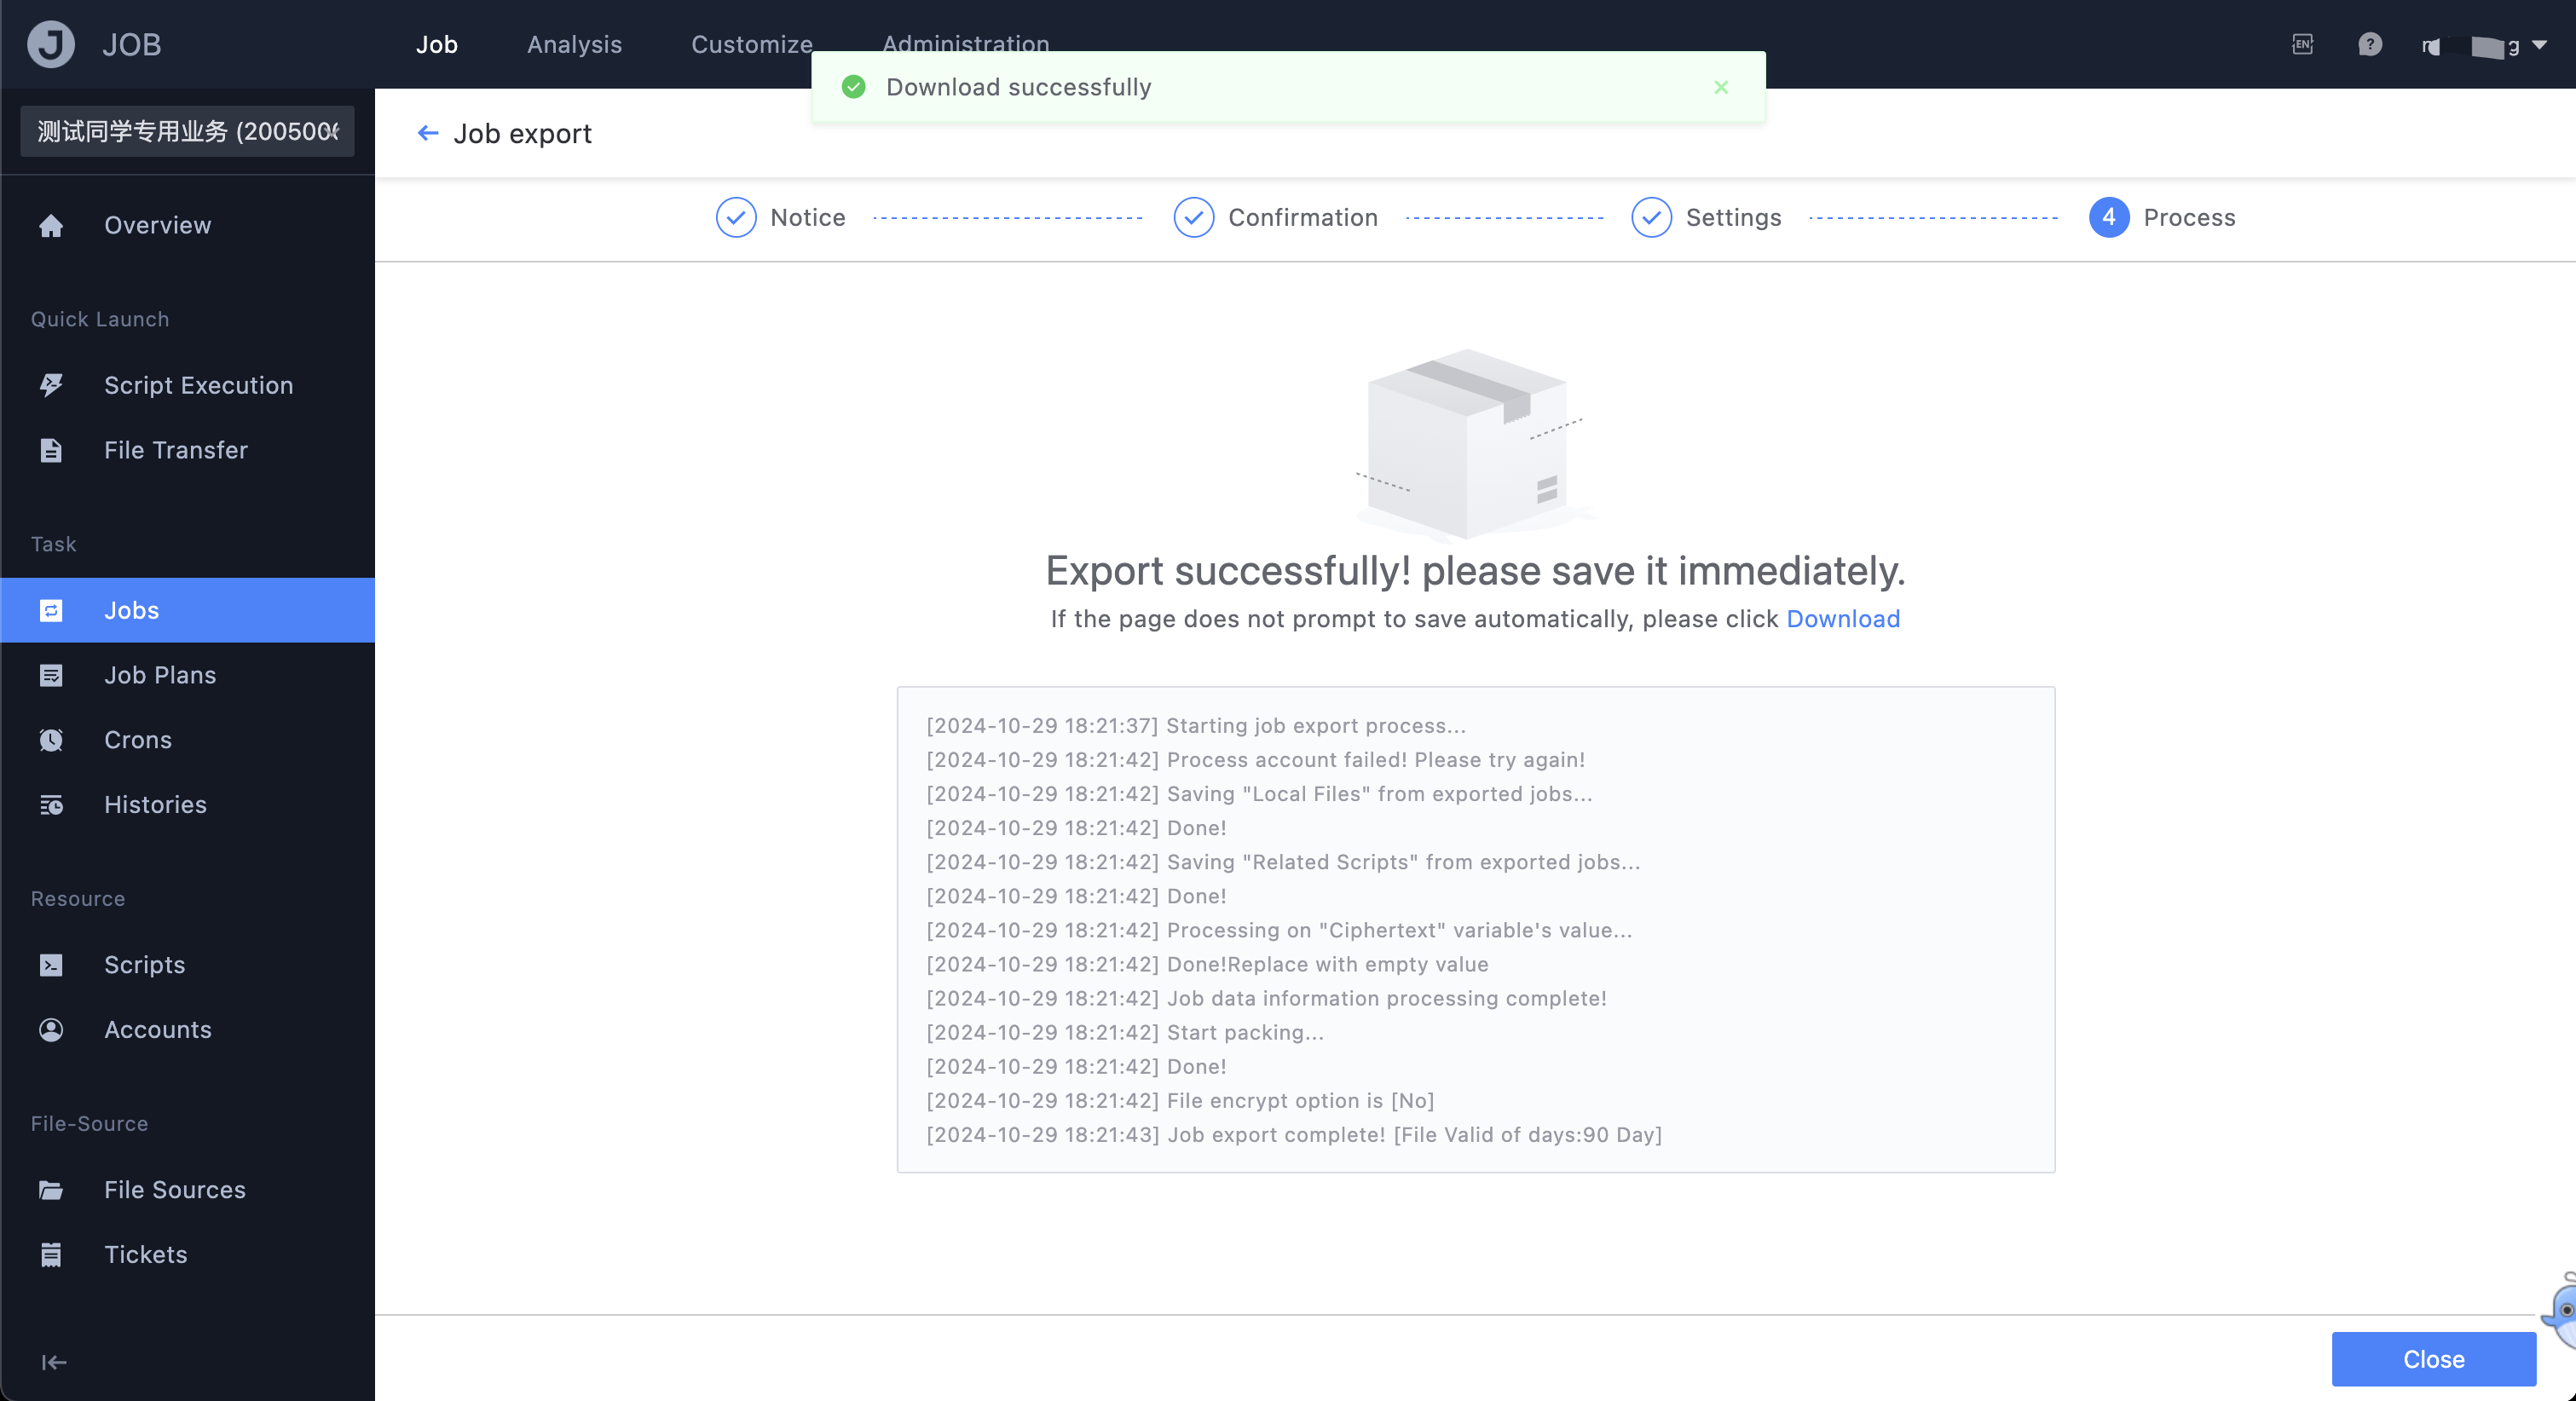 JOB
Job Analysis Customize Administration
EN
?
Download successfully
测试同学专用业务
Job export
Notice Confirmation Settings 4 Process
Overview
Quick Launch
Script Execution
File Transfer
Task
Jobs
Job Plans
Crons
Histories
Resource
Scripts
Accounts
File-Source
File Sources
Tickets
Export successfully! please save it immediately.
If the page does not prompt to save automatically, please click Download
[2024-10-29 18:21:37] Starting job export process...
[2024-10-29 18:21:42] Process account failed! Please try again!
[2024-10-29 18:21:42] Saving "Local Files" from exported jobs...
[2024-10-29 18:21:42] Done!
[2024-10-29 18:21:42] Saving "Related Scripts" from exported jobs...
[2024-10-29 18:21:42] Done!
[2024-10-29 18:21:42] Processing on "Ciphertext" variable's value...
[2024-10-29 18:21:42] Done!Replace with empty value
[2024-10-29 18:21:42] Job data information processing complete!
[2024-10-29 18:21:42] Start packing...
[2024-10-29 18:21:42] Done!
[2024-10-29 18:21:42] File encrypt option is [No]
[2024-10-29 18:21:43] Job export complete! [File Valid of days:90 Day]
Close